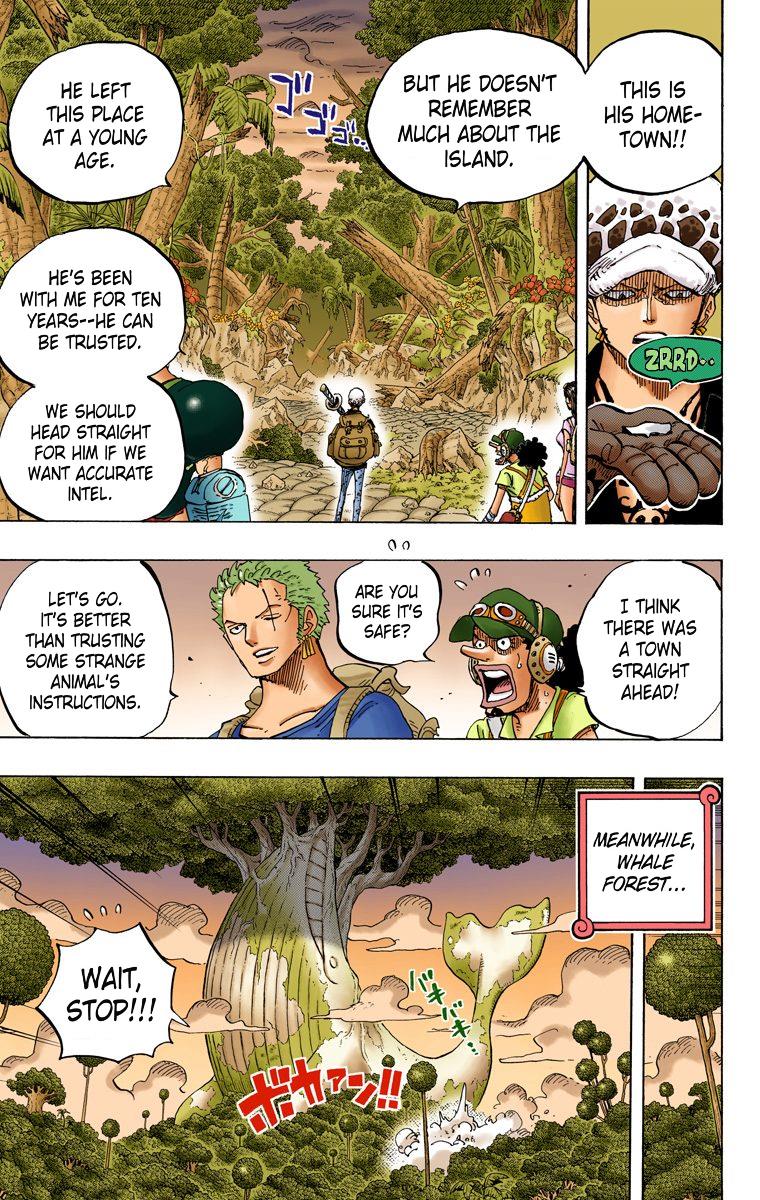 THIS IS
HIS HOME-
TOWN!!
BUT HE DOESN'T
REMEMBER
MUCH ABOUT THE
ISLAND.
ZRRD··
ゴゴゴ…
HE LEFT
THIS PLACE
AT A YOUNG
AGE.
HE'S BEEN
WITH ME FOR TEN
YEARS--HE CAN
BE TRUSTED.
WE SHOULD
HEAD STRAIGHT
FOR HIM IF WE
WANT ACCURATE
INTEL.
I THINK
THERE WAS
A TOWN
STRAIGHT
AHEAD!
ARE YOU
SURE IT'S
SAFE?
LET'S GO.
IT'S BETTER
THAN TRUSTING
SOME STRANGE
ANIMAL'S
INSTRUCTIONS.
MEANWHILE,
WHALE
FOREST...
バキバキ…
ボカァン!!
WAIT,
STOP!!!